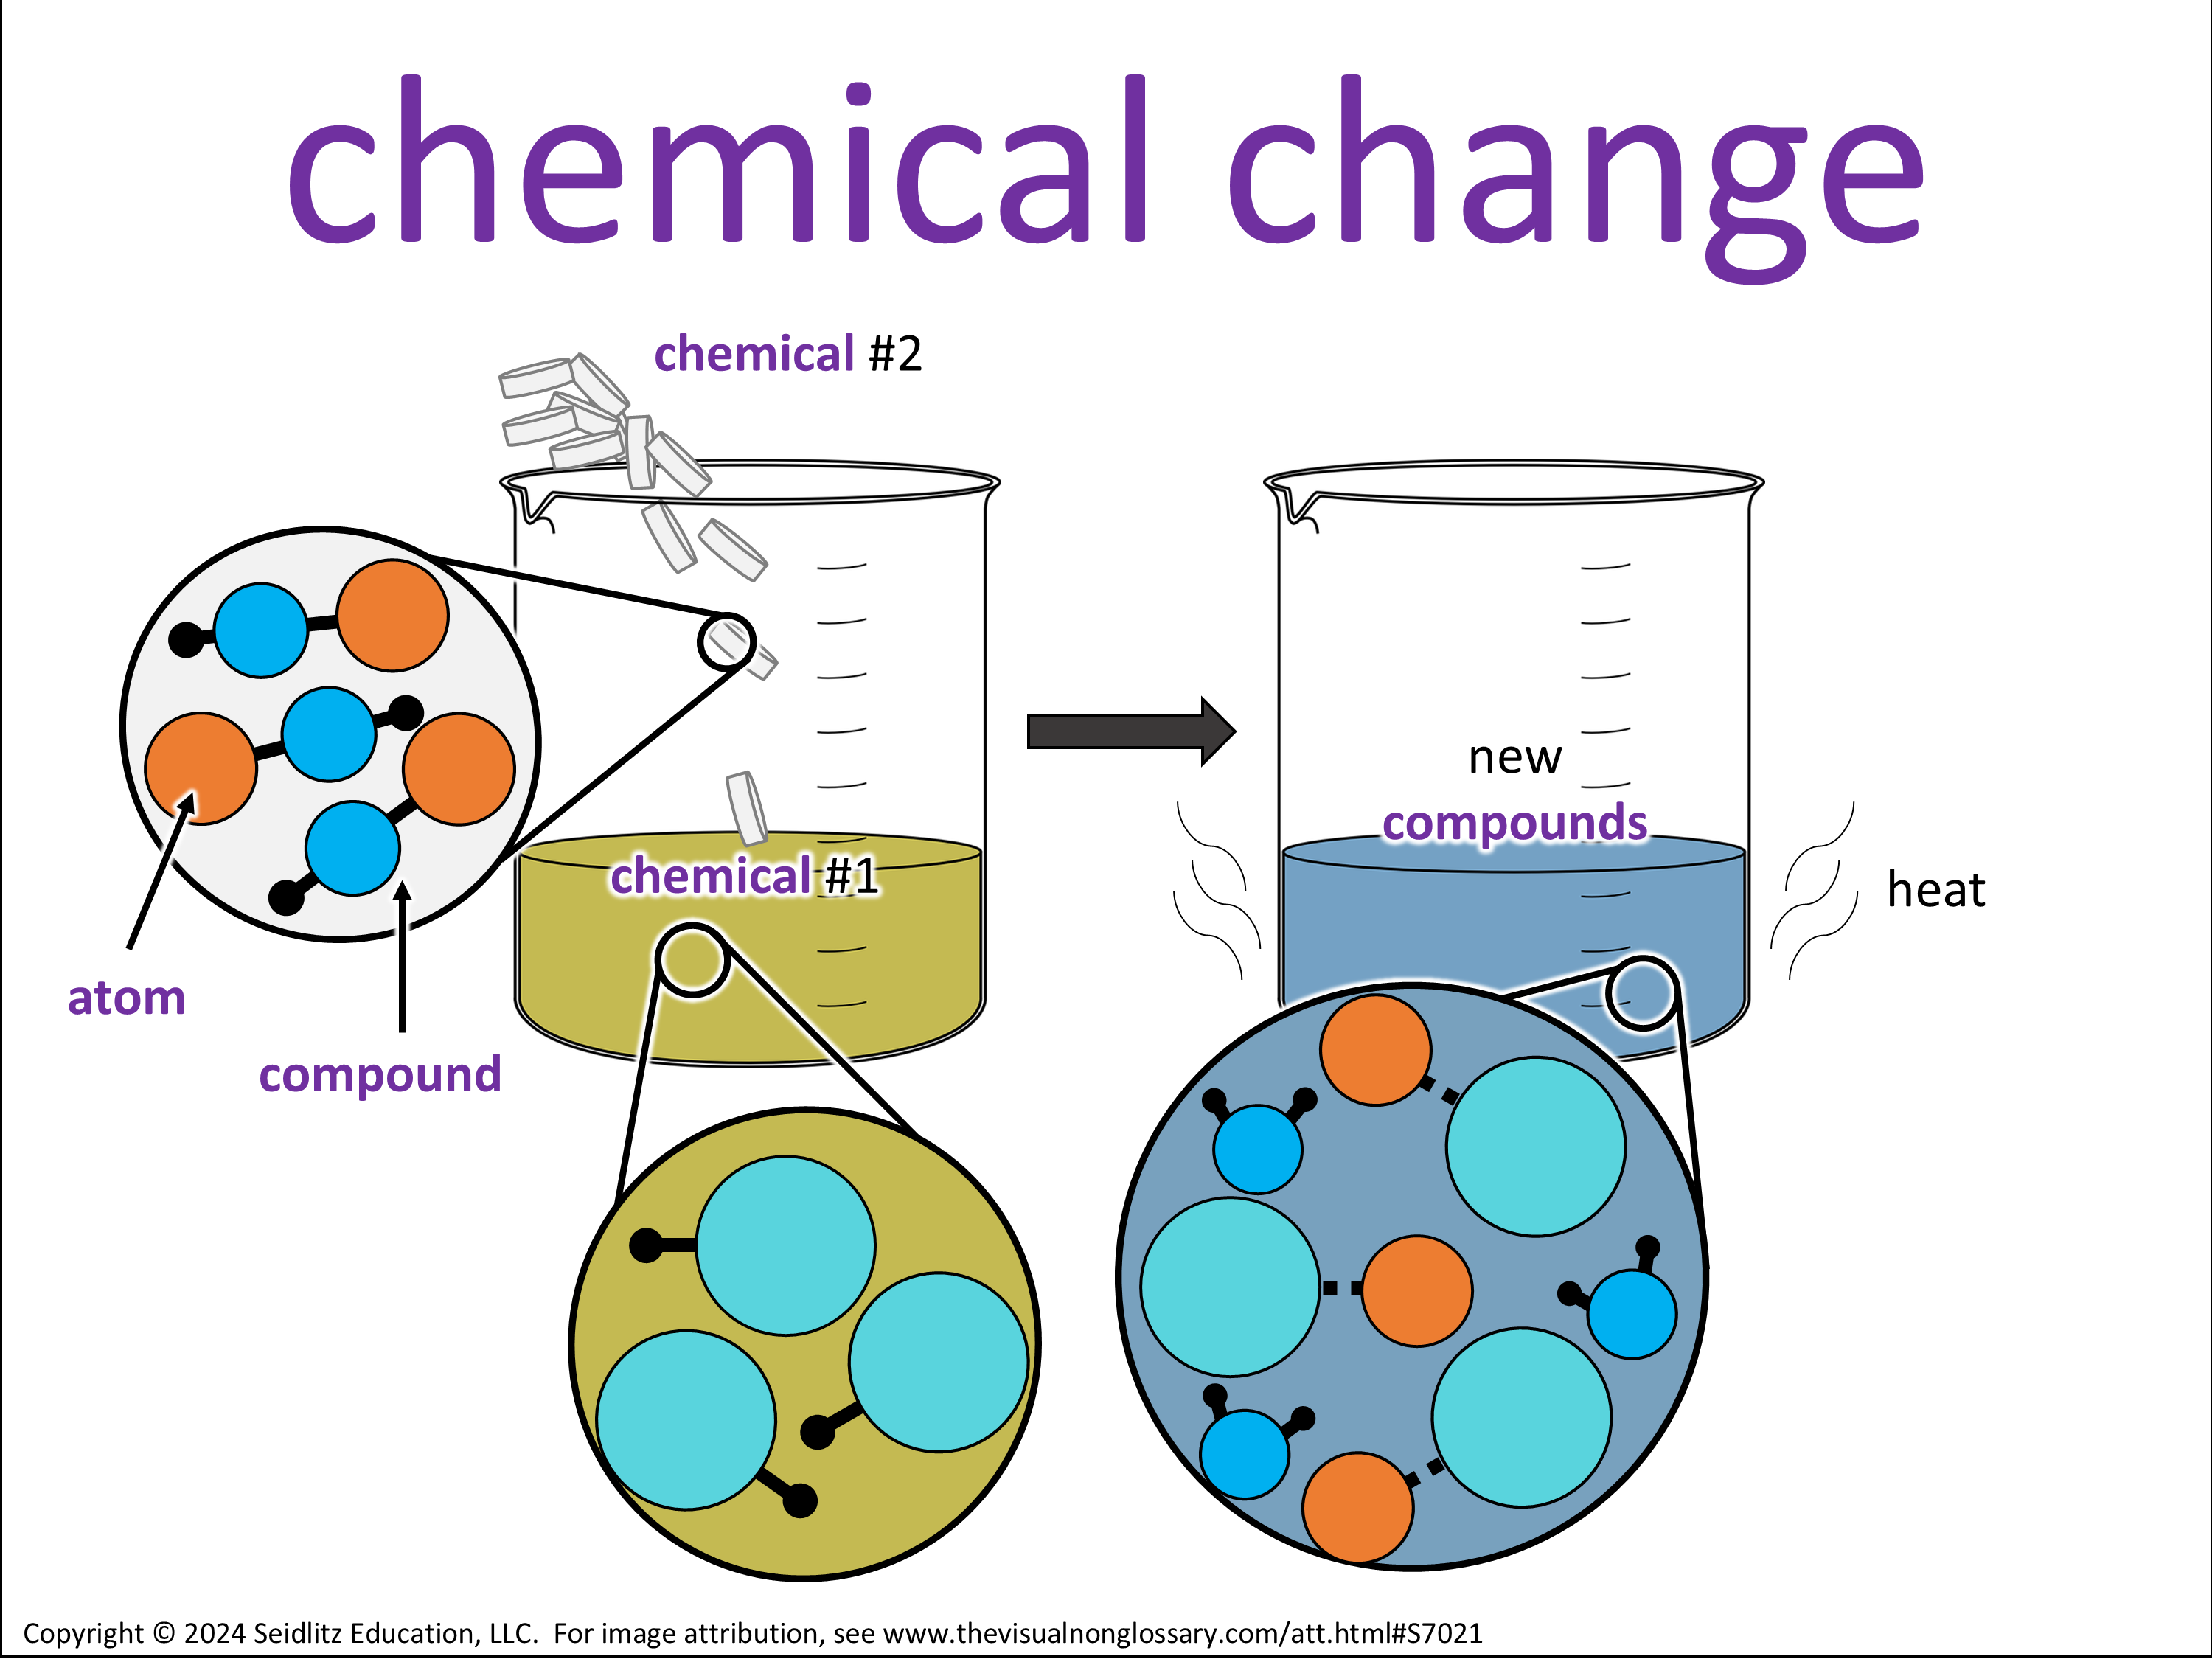 chemical change
chemical #2
new
compounds
chemical #1
heat
atom
compound
Copyright © 2024 Seidlitz Education, LLC.  For image attribution, see www.thevisualnonglossary.com/att.html#S7021